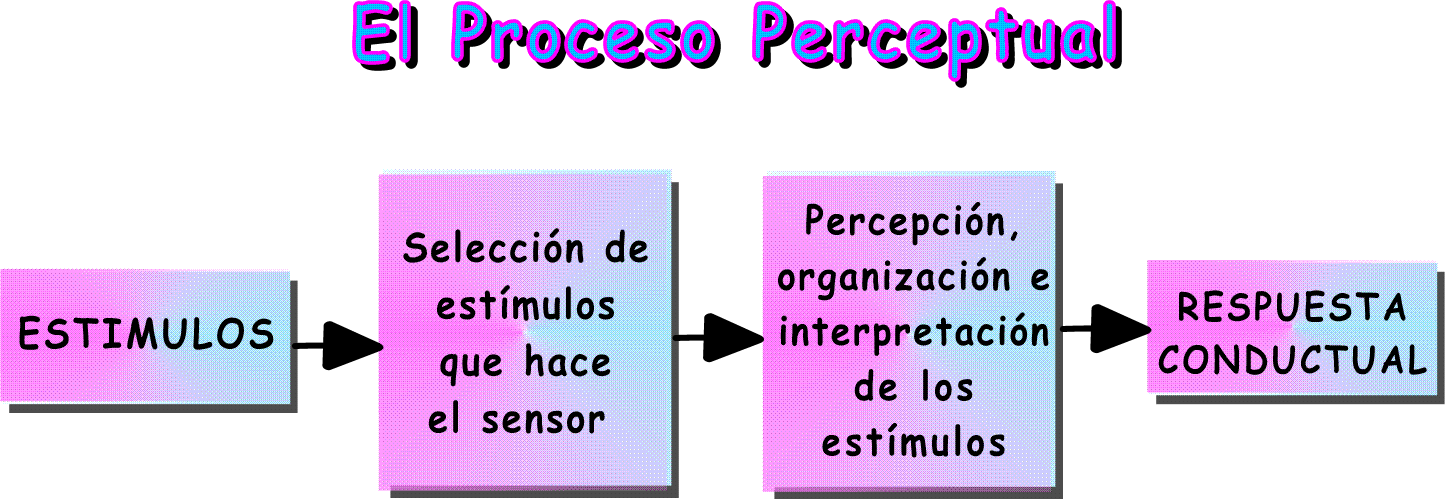 El Proceso Perceptual
ESTIMULOS
Selección de
estímulos
que hace
el sensor
Percepción,
organización e
interpretación
de los
estímulos
RESPUESTA
CONDUCTUAL